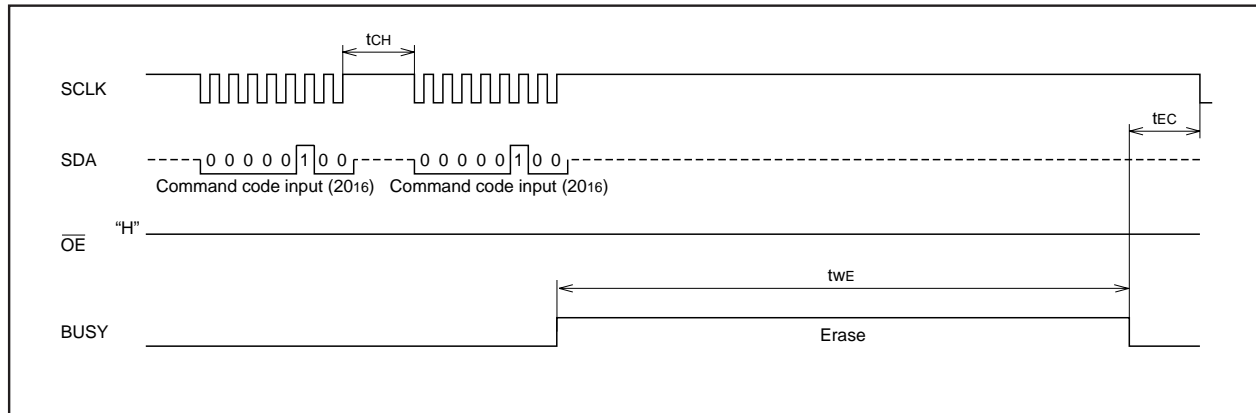 tCH
SCLK
tEC
SDA
0 0 0 0 0 1 0 0
0 0 0 0 0 1 0 0
Command code input (2016)
Command code input (2016)
"H"
OE
twE
BUSY
Erase